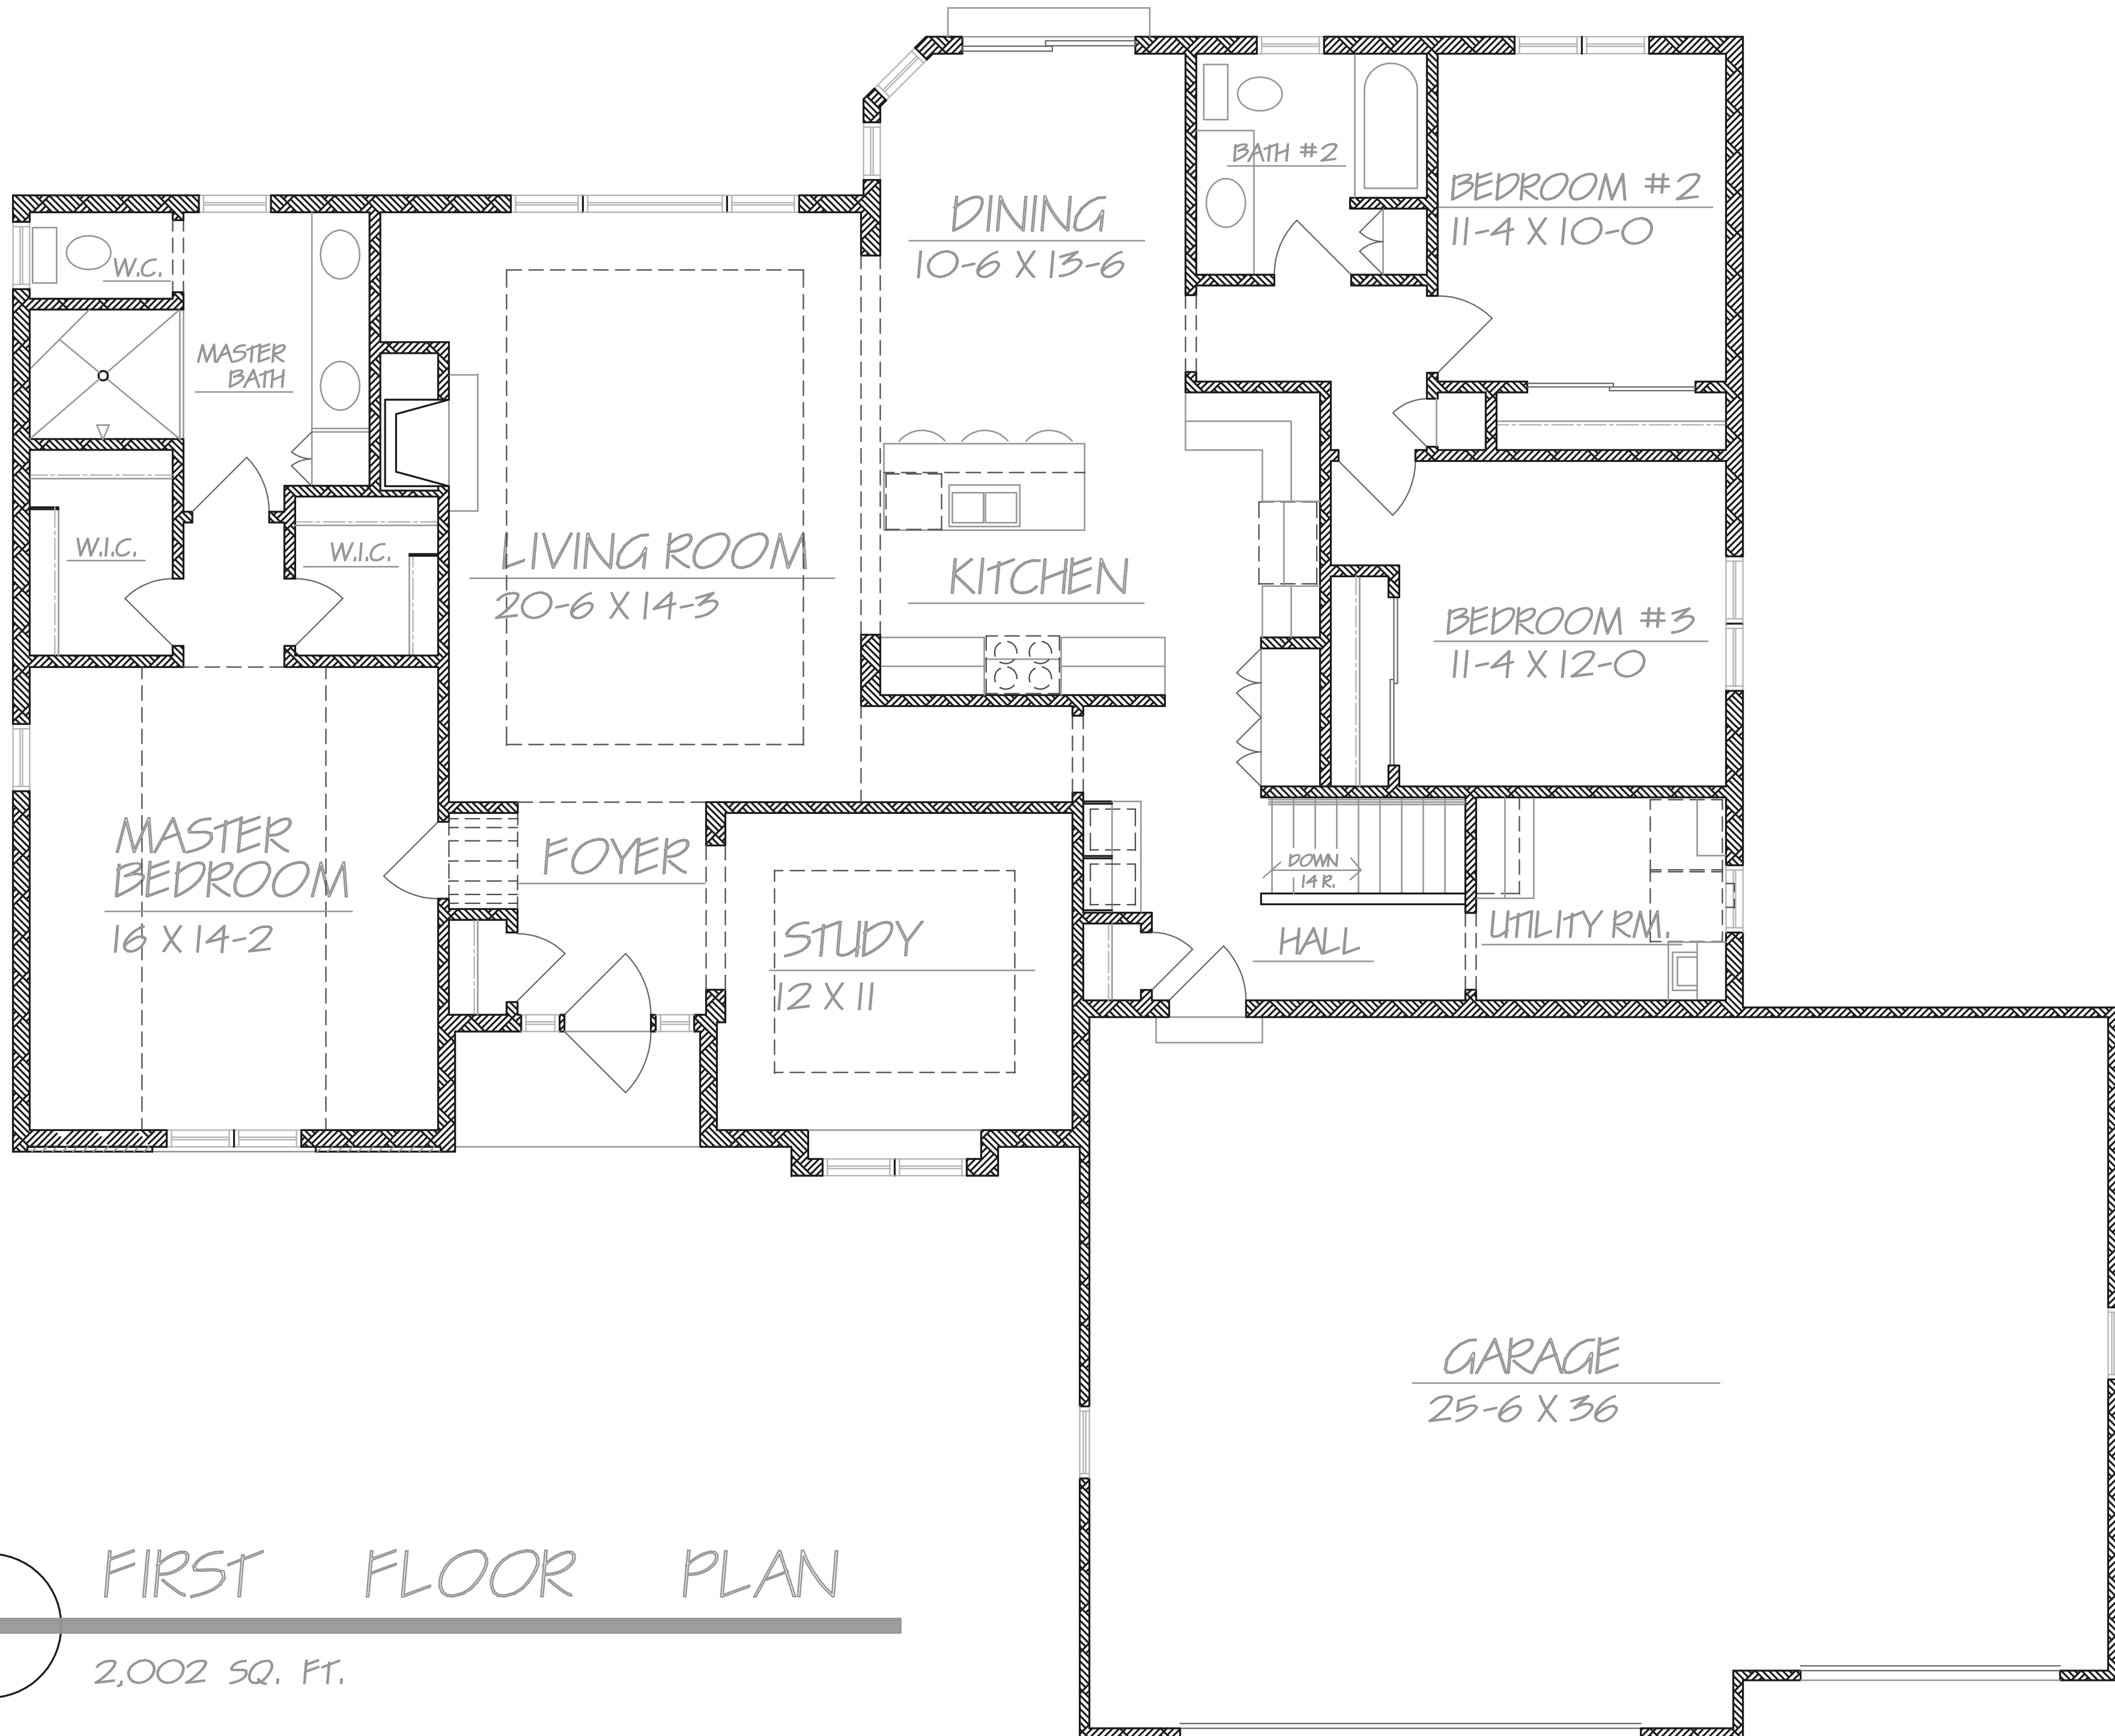 BATH #2
BEDROOM #2
11-4 X 10-0
DINING
10-6 X 13-6
W.C.
MASTER
BATH
W.I.C.
W.I.C.
LIVING ROOM
20-6 X 14-3
KITCHEN
BEDROOM #3
11-4 X 12-0
MASTER
BEDROOM
16 X 14-2
FOYER
STUDY
12 X 11
DOWN
14 R.
HALL
UTILITY RM.
GARAGE
25-6 X 36
FIRST FLOOR PLAN
2,002 SQ. FT.